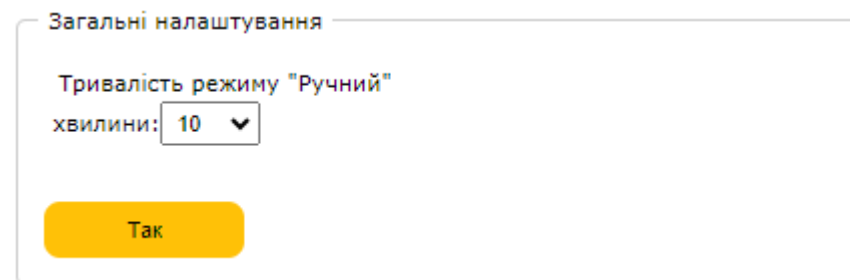 Загальні налаштування
Тривалість режиму "Ручний"
хвилини: 10
Так